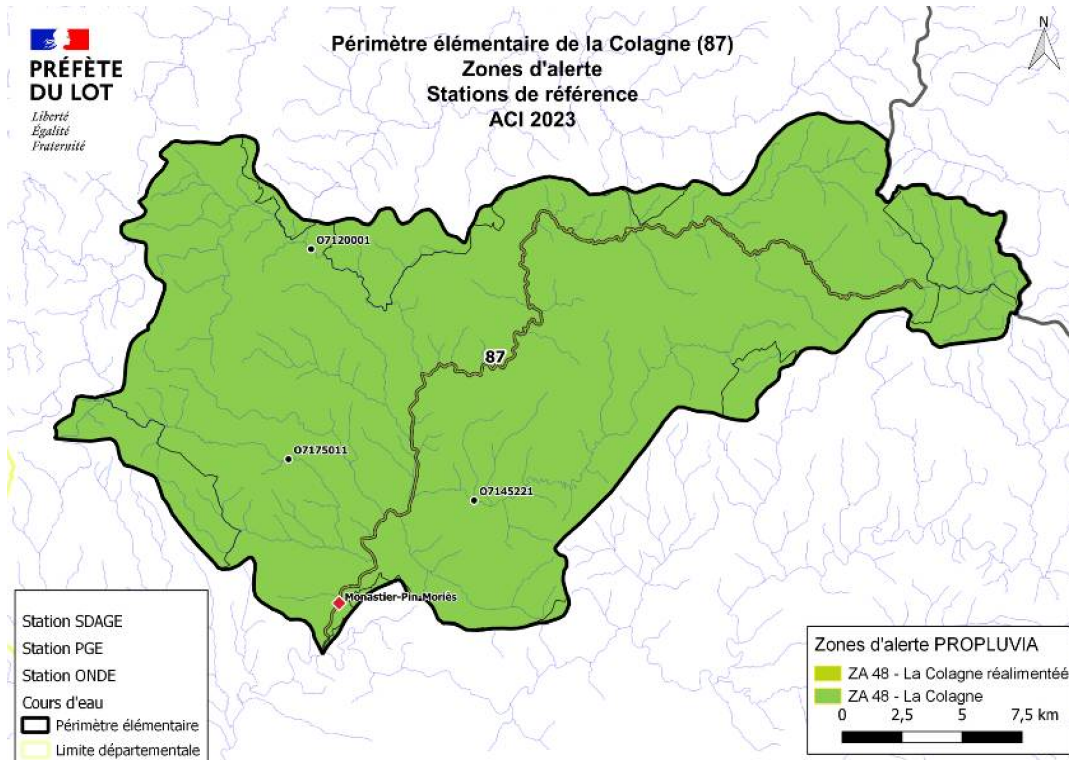 PRÉFÈTE
DU LOT
Liberté
Égalité
Fraternité
Périmètre élémentaire de la Colagne (87)
Zones d'alerte
Stations de référence
ACI 2023
N
O7120001
87
O7175011
O7145221
Monastier-Pin-Moriès
Station SDAGE
Station PGE
Station ONDE
Cours d'eau
Périmètre élémentaire
Limite départementale
Zones d'alerte PROPLUVIA
ZA 48 - La Colagne réalimentéé
ZA 48 - La Colagne
0 2,5 5 7,5 km